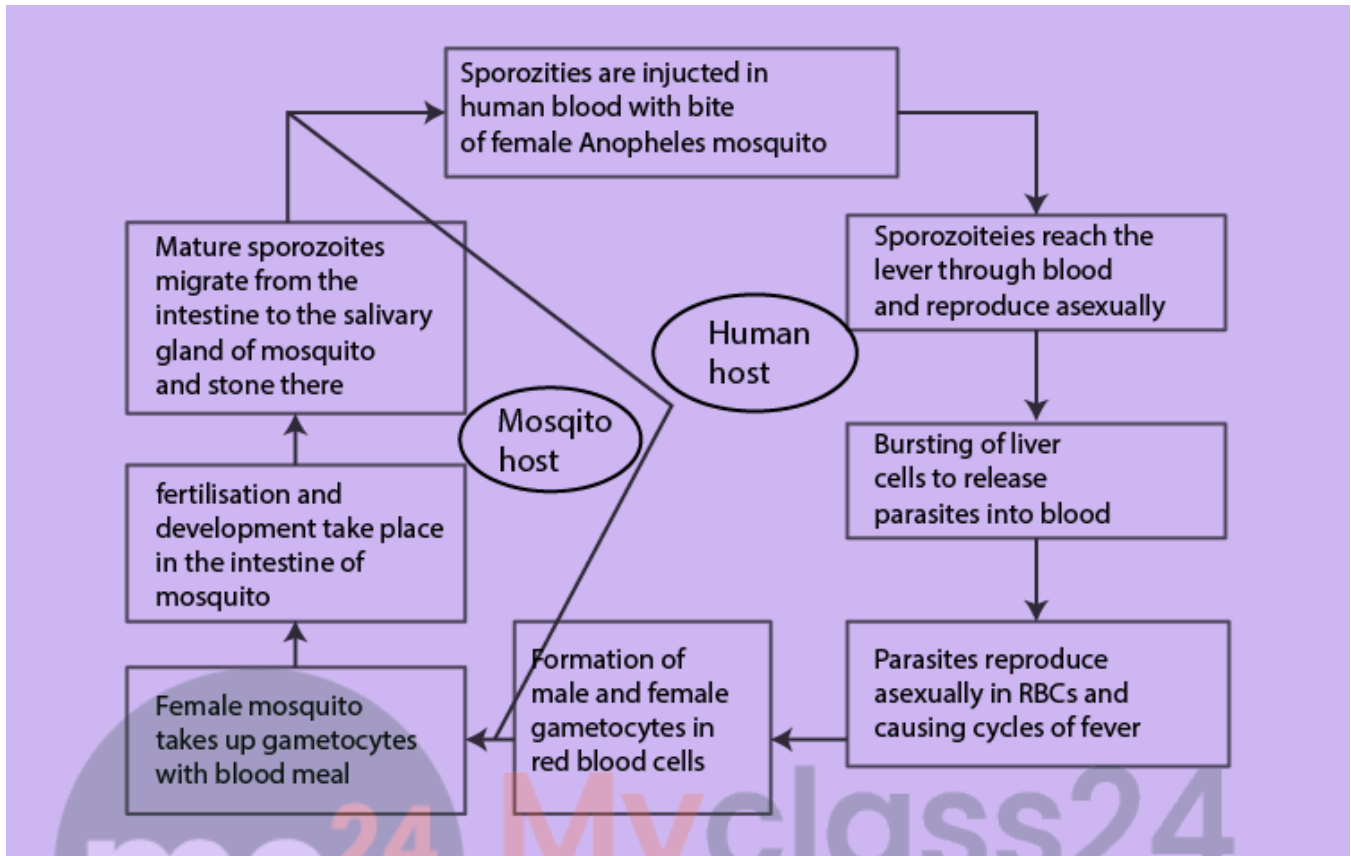 Sporozities are injucted in
human blood with bite
of female Anopheles mosquito
Sporozoiteies reach the
lever through blood
and reproduce asexually
Bursting of liver
cells to release
parasites into blood
Parasites reproduce
asexually in RBCs and
causing cycles of fever
Formation of
male and female
gametocytes in
red blood cells
Female mosquito
takes up gametocytes
with blood meal
fertilisation and
development take place
in the intestine of
mosquito
Mature sporozoites
migrate from the
intestine to the salivary
gland of mosquito
and stone there
Human
host
Mosqito
host
24
Myclass24